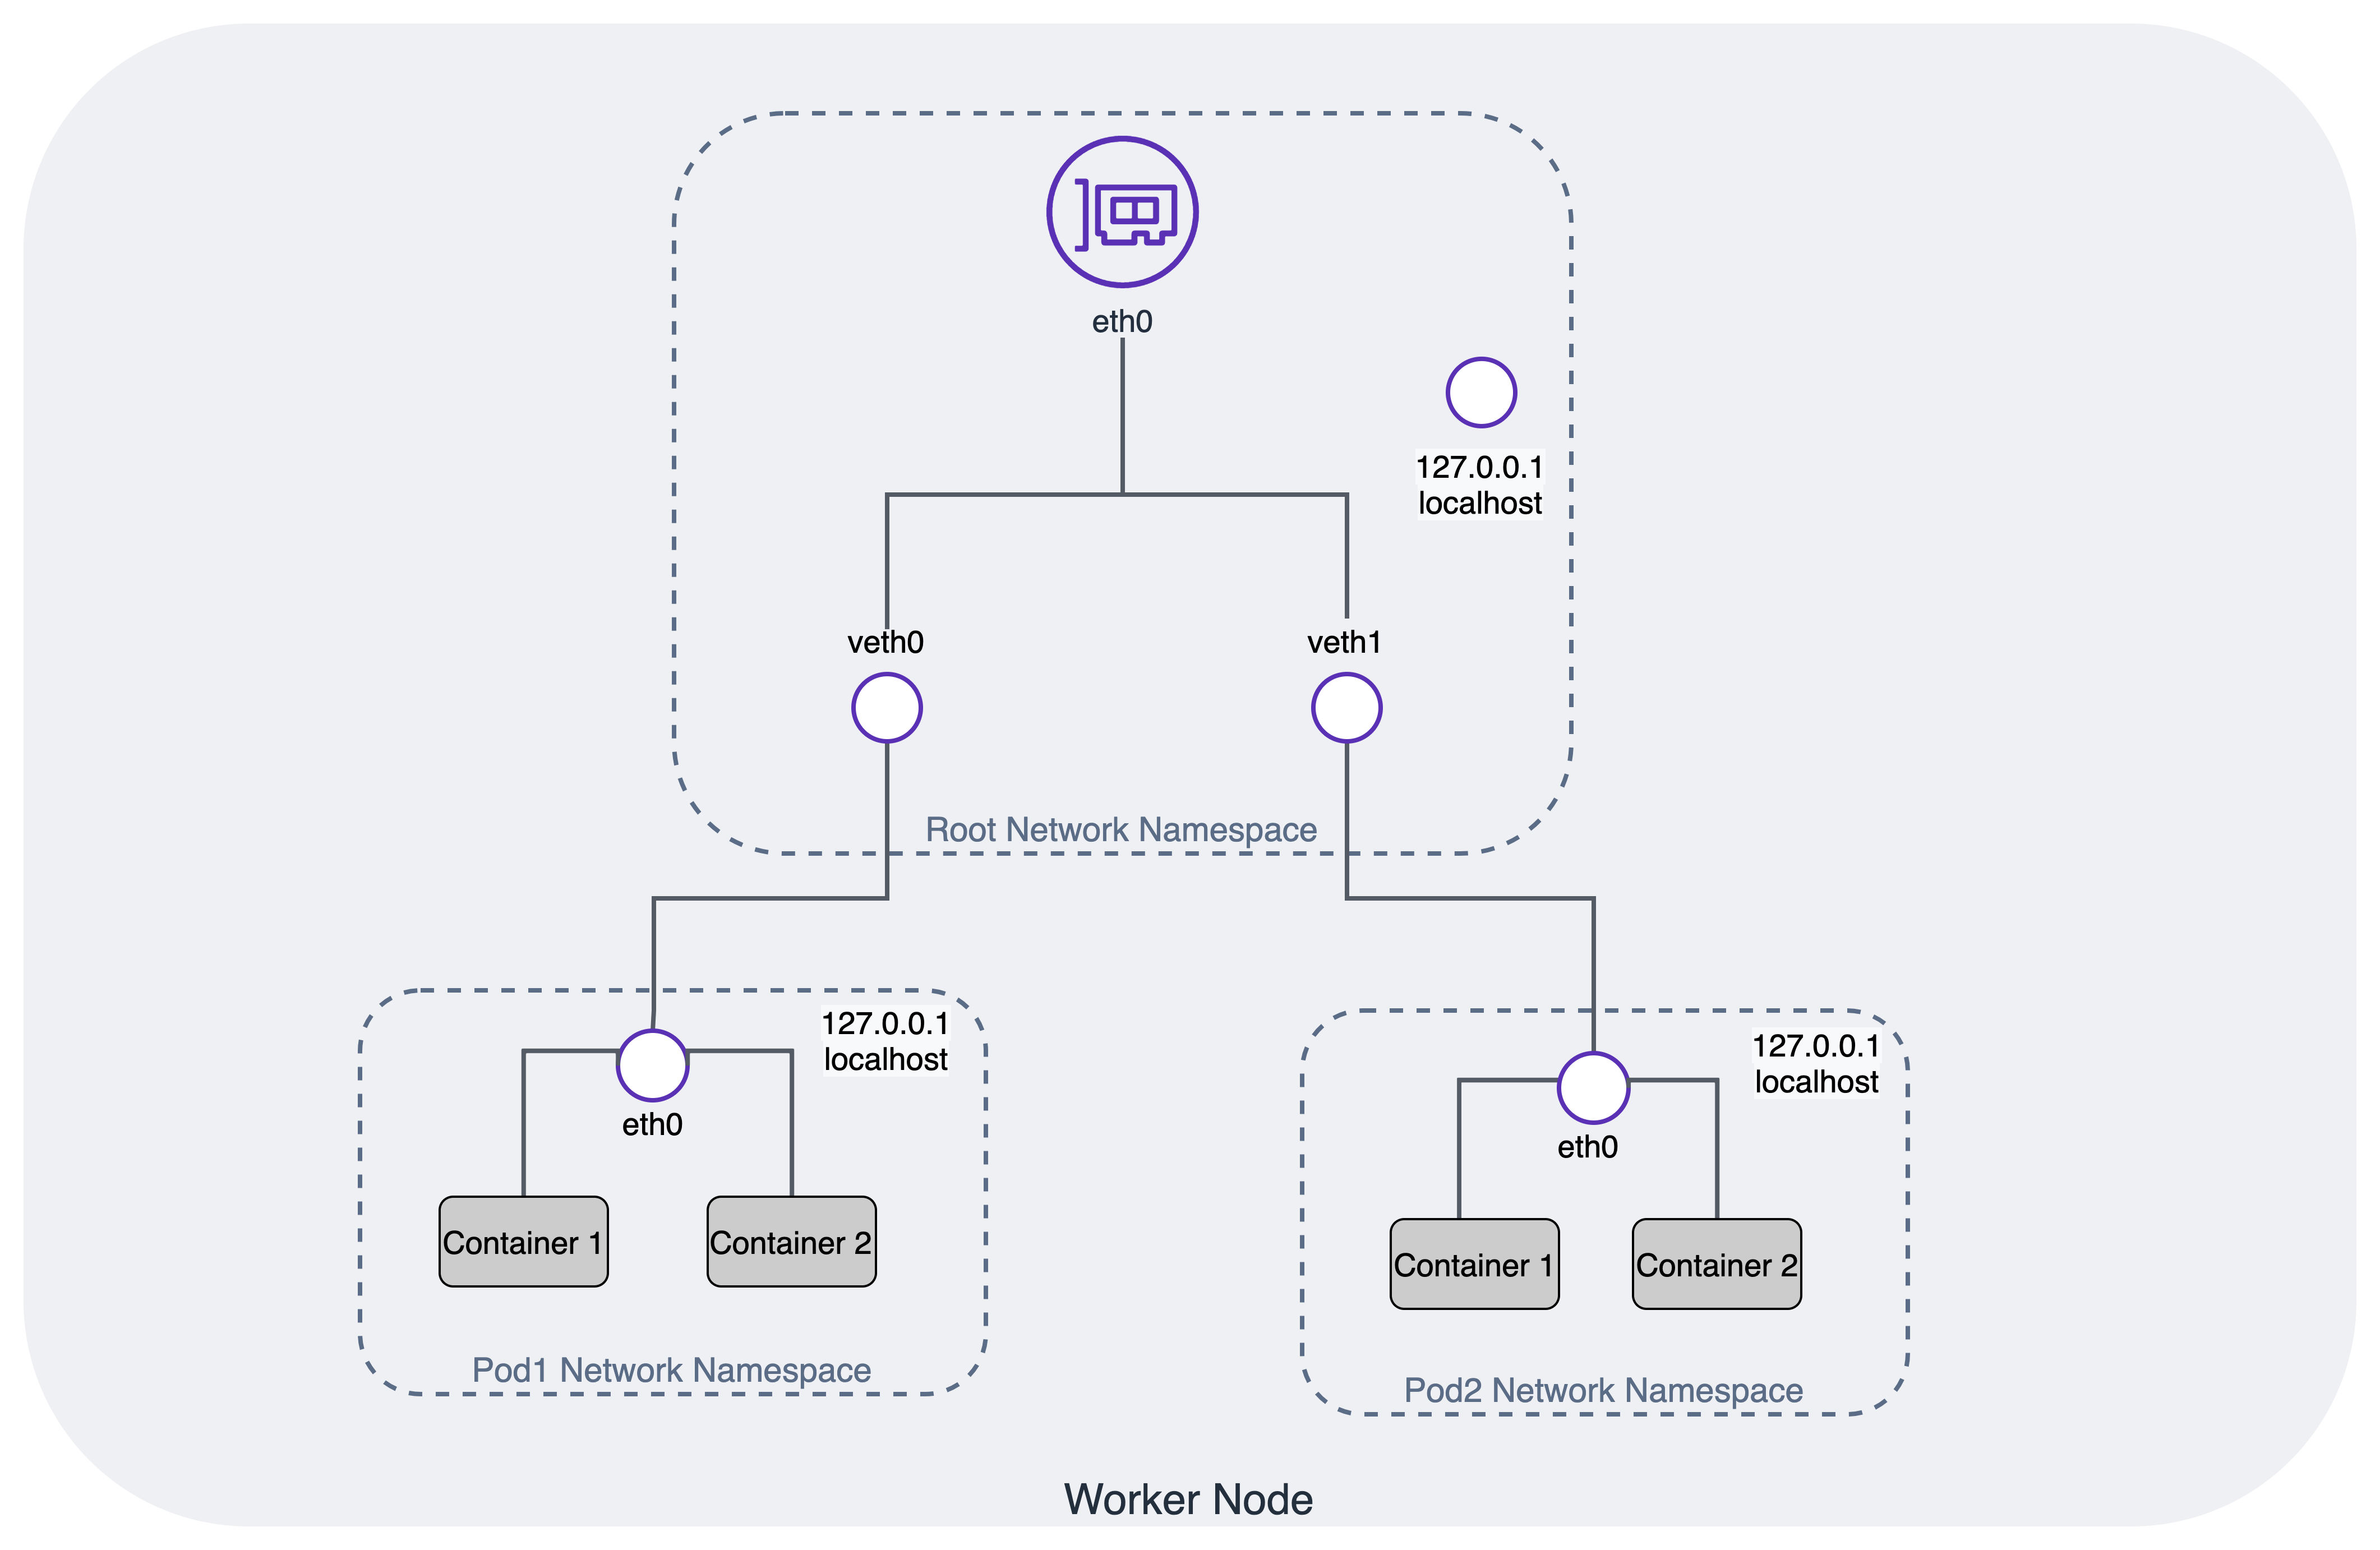 eth0
127.0.0.1
localhost
veth0
veth1
Root Network Namespace
127.0.0.1
localhost
eth0
Container 1
Container 2
Pod1 Network Namespace
127.0.0.1
localhost
eth0
Container 1
Container 2
Pod2 Network Namespace
Worker Node